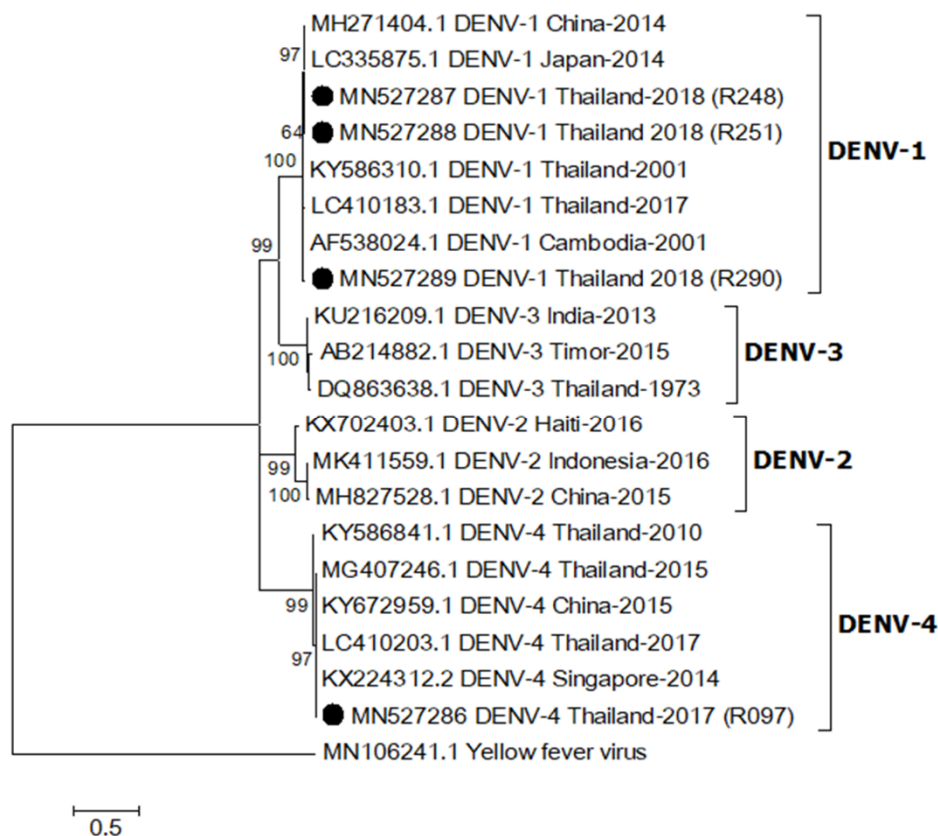 MH271404.1 DENV-1 China-2014
97
LC335875.1 DENV-1 Japan-2014
MN527287 DENV-1 Thailand-2018 (R248)
64
MN527288 DENV-1 Thailand 2018 (R251)
DENV-1
100
KY586310.1 DENV-1 Thailand-2001
LC410183.1 DENV-1 Thailand-2017
99
AF538024.1 DENV-1 Cambodia-2001
MN527289 DENV-1 Thailand 2018 (R290)
KU216209.1 DENV-3 India-2013
100
AB214882.1 DENV-3 Timor-2015
DENV-3
DQ863638.1 DENV-3 Thailand-1973
KX702403.1 DENV-2 Haiti-2016
99
MK411559.1 DENV-2 Indonesia-2016
DENV-2
100
MH827528.1 DENV-2 China-2015
KY586841.1 DENV-4 Thailand-2010
MG407246.1 DENV-4 Thailand-2015
99
KY672959.1 DENV-4 China-2015
DENV-4
LC410203.1 DENV-4 Thailand-2017
97
KX224312.2 DENV-4 Singapore-2014
MN527286 DENV-4 Thailand-2017 (R097)
MN106241.1 Yellow fever virus
0.5